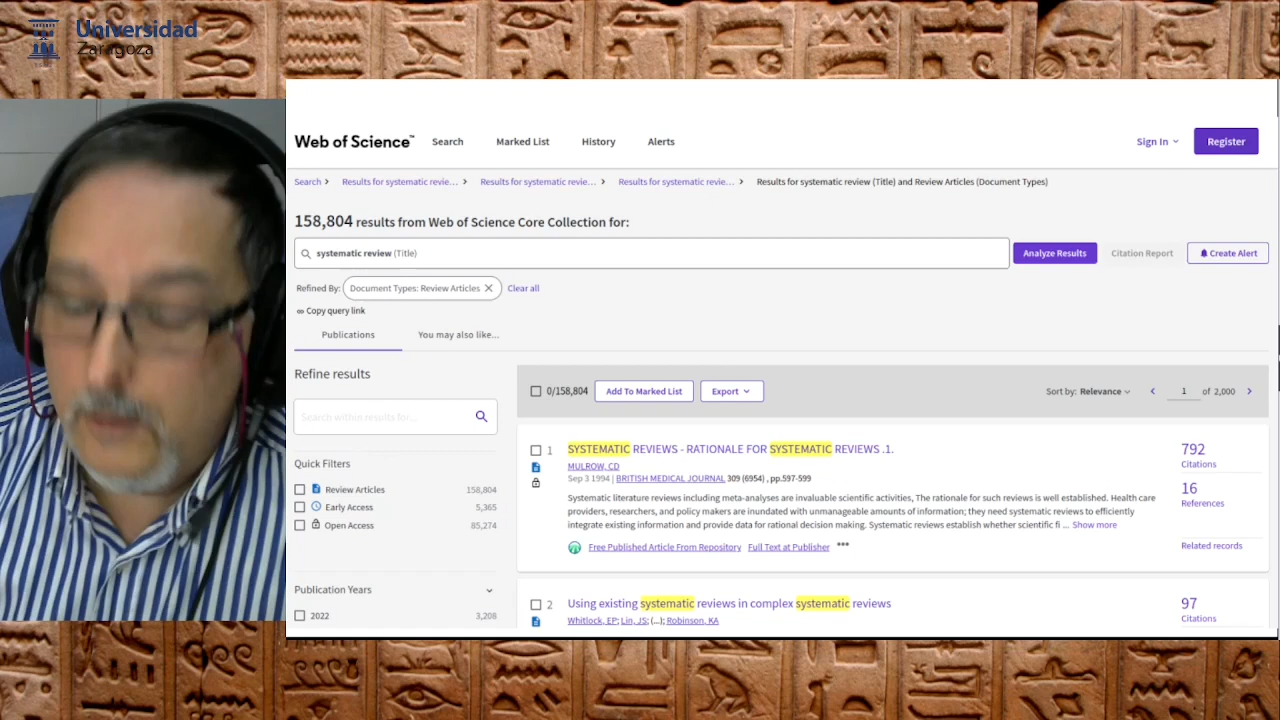 Universidad
Zaragoza
Web of Science™ Search Marked List History Alerts Sign In Register
Search > Results for systematic revie... > Results for systematic revie... > Results for systematic revie... > Results for systematic review (Title) and Review Articles (Document Types)
158,804 results from Web of Science Core Collection for:
systematic review (Title) Analyze Results Citation Report Create Alert
Refined By: Document Types: Review Articles × Clear all
Copy query link
Publications You may also like...
Refine results
0/158,804 Add To Marked List Export Sort by: Relevance < 1 of 2,000 >
Search within results for...
Quick Filters
Review Articles 158,804
Early Access 5,365
Open Access 85,274
Publication Years
2022 3,208
1 SYSTEMATIC REVIEWS - RATIONALE FOR SYSTEMATIC REVIEWS .1.
MULROW, CD
Sep 3 1994 | BRITISH MEDICAL JOURNAL 309 (6954) , pp.597-599
Systematic literature reviews including meta-analyses are invaluable scientific activities, The rationale for such reviews is well established. Health care
providers, researchers, and policy makers are inundated with unmanageable amounts of information; they need systematic reviews to efficiently
integrate existing information and provide data for rational decision making. Systematic reviews establish whether scientific fi ... Show more
Free Published Article From Repository Full Text at Publisher •••
792
Citations
16
References
Related records
2 Using existing systematic reviews in complex systematic reviews
Whitlock, EP; Lin, JS; (...); Robinson, KA
97
Citations